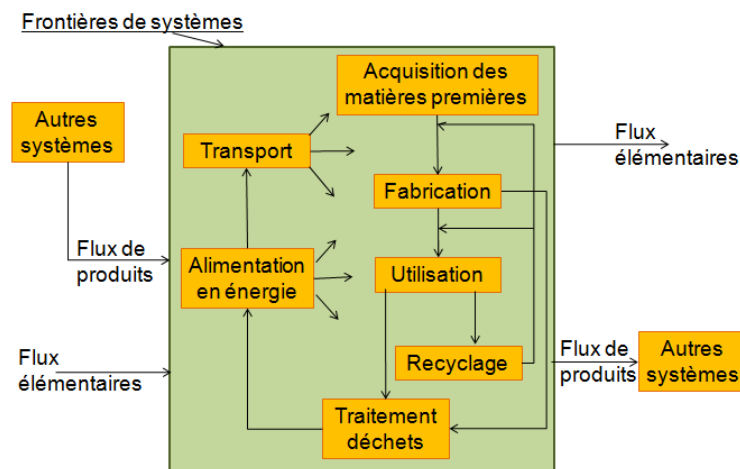 Frontières de systèmes
Acquisition des
matières premières
Autres
systèmes
Transport
Flux
élémentaires
Fabrication
Flux de
produits
Alimentation
en énergie
Utilisation
Flux
élémentaires
Recyclage
Flux de
produits
Autres
systèmes
Traitement
déchets